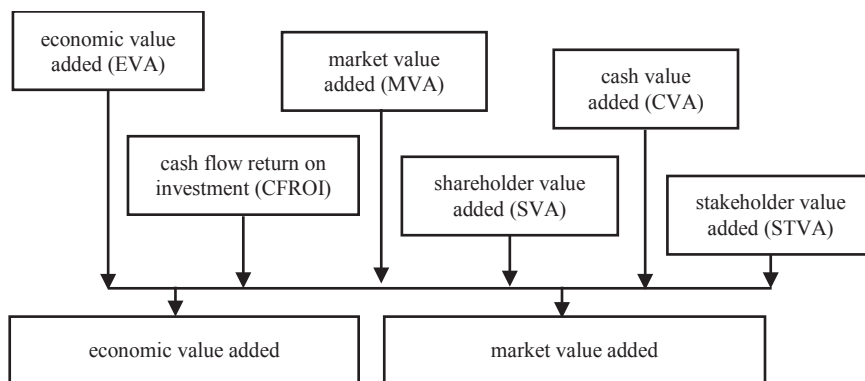 economic value
added (EVA)
market value
added (MVA)
cash value
added (CVA)
cash flow return on
investment (CFROI)
shareholder value
added (SVA)
stakeholder value
added (STVA)
economic value added
market value added